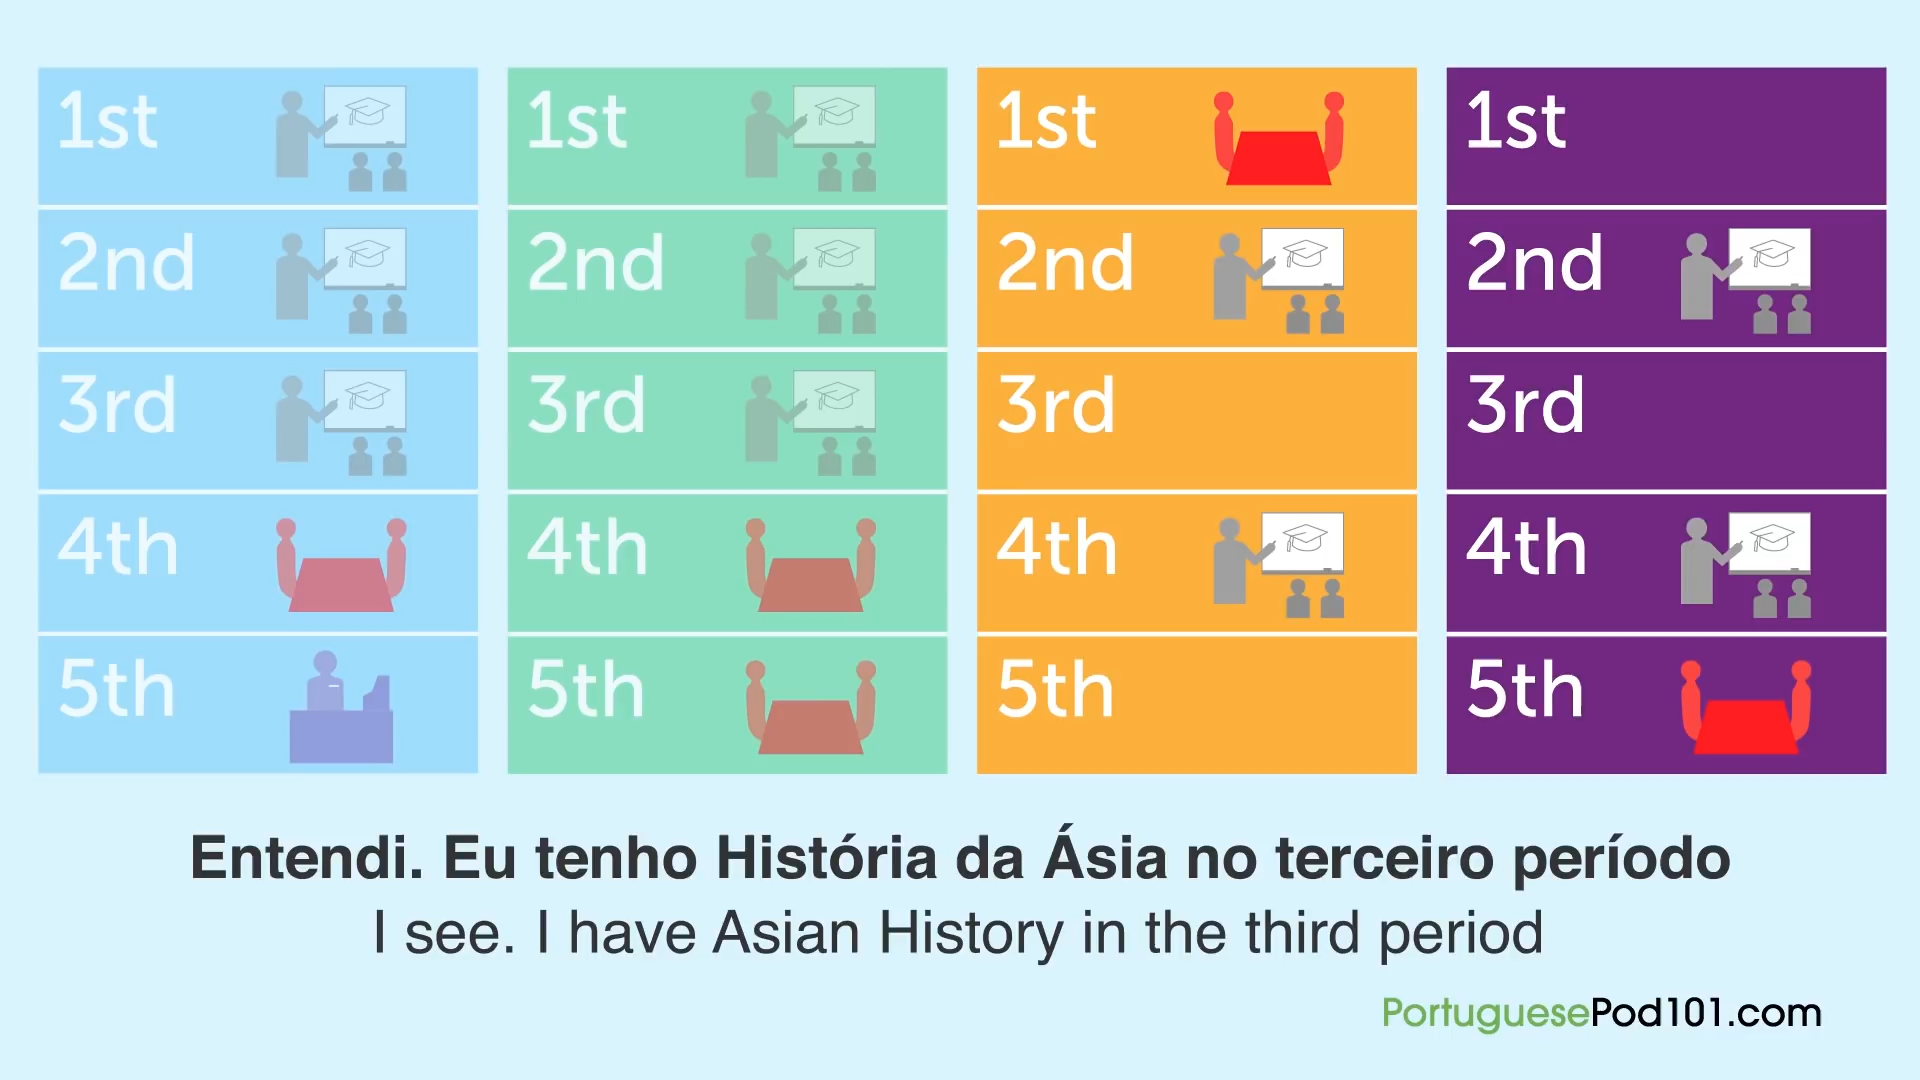 1st 1st 1st 1st
2nd 2nd 2nd 2nd
3rd 3rd 3rd 3rd
4th 4th 4th 4th
5th 5th 5th 5th
Entendi. Eu tenho História da Ásia no terceiro período
I see. I have Asian History in the third period
PortuguesePod101.com